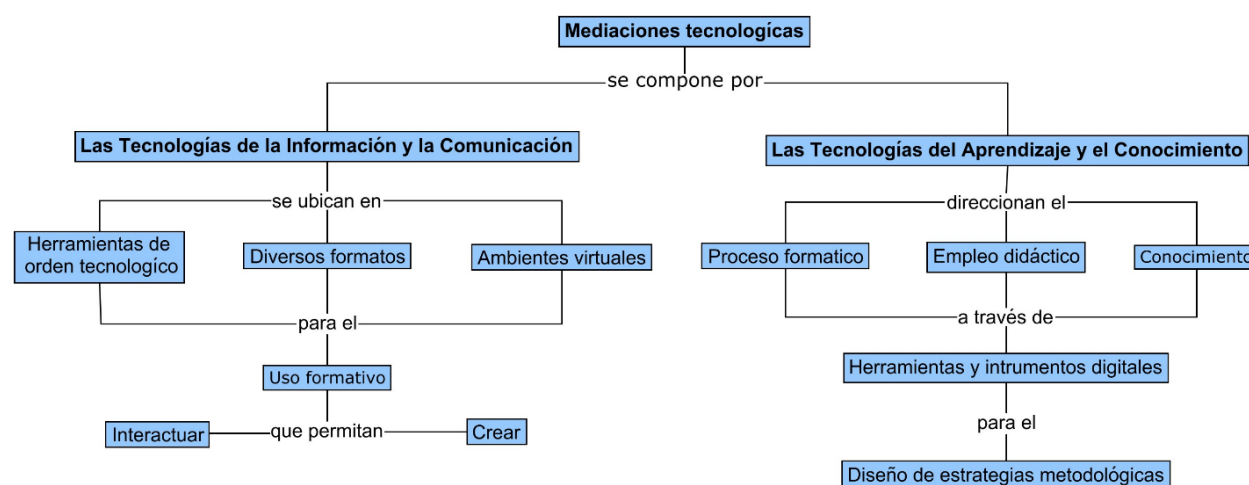 Mediaciones tecnologícas
se compone por
Las Tecnologías de la Información y la Comunicación
Las Tecnologías del Aprendizaje y el Conocimiento
se ubican en
direccionan el
Herramientas de
orden tecnologíco
Diversos formatos
Ambientes virtuales
Proceso formatico
Empleo didáctico
Conocimiento
para el
a través de
Uso formativo
Herramientas y intrumentos digitales
Interactuar
que permitan
Crear
para el
Diseño de estrategias metodológicas